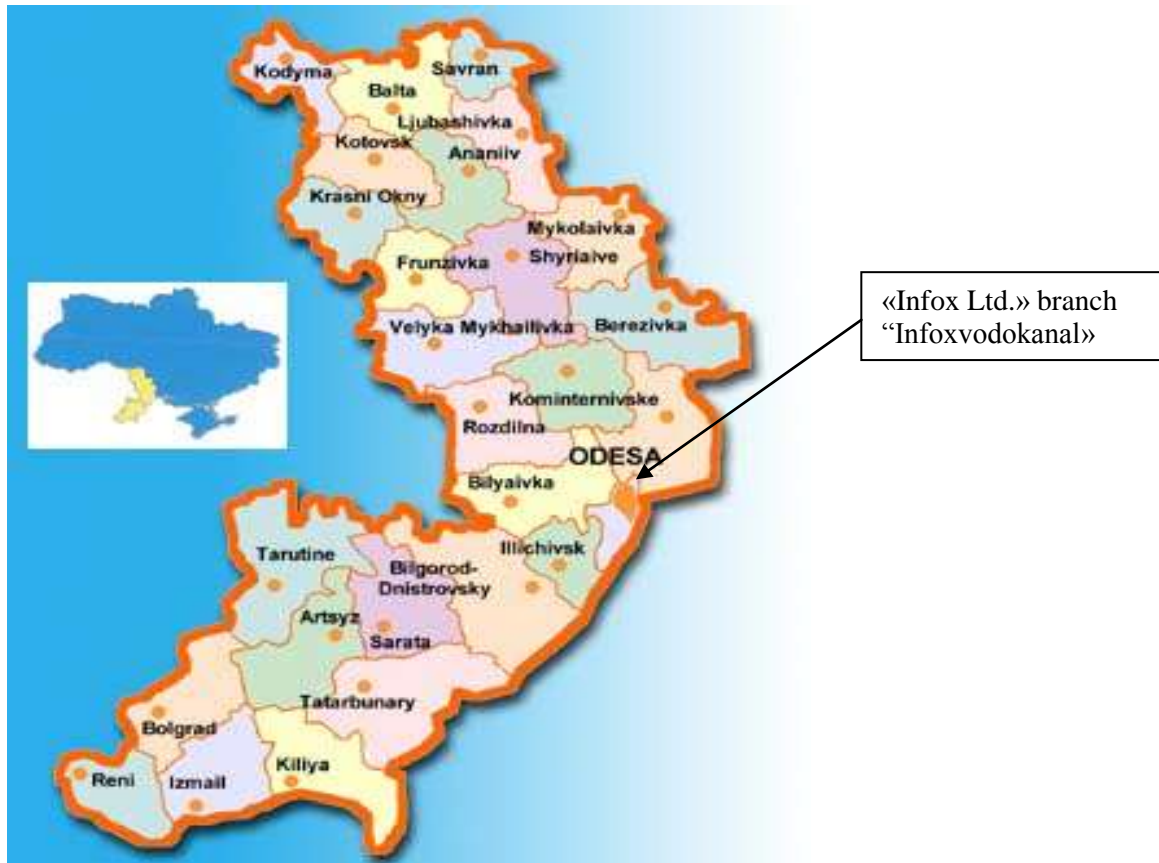 Savran
Kodyma
Balta
Ljubashivka
Kotovsk
Ananiiv
Krasni Okny
Mykolaivka
Shyriaive
Frunzivka
Velyka Mykhailivka
Berezivka
«Infox Ltd.» branch
“Infoxvodokanal»
Kominternivske
Rozdilna
ODESA
Bilyaivka
Illichivsk
Tarutine
Bilgorod-
Dnistrovsky
Artsyz
Sarata
Tatarbunary
Bolgrad
Kiliya
Reni
Izmail